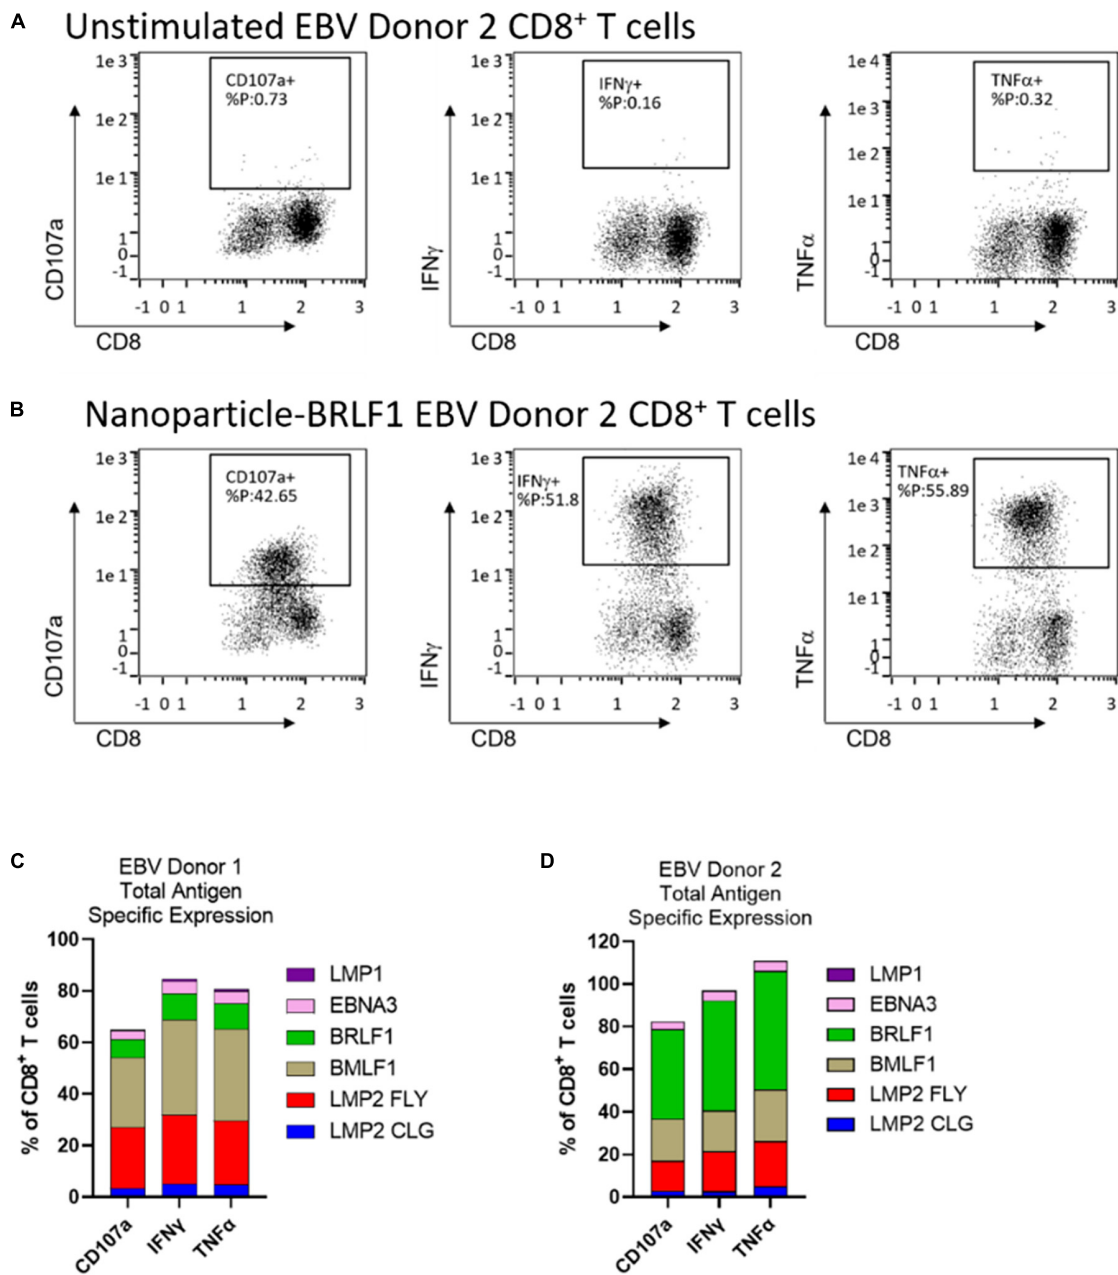 A
Unstimulated EBV Donor 2 CD8+ T cells
1e3
1e2
1e1
1
0
-1
CD107a+
%P:0.73
CD107a
-1 0 1 1 2 3
CD8
1e3
1e2
1e1
1
0
-1
IFNγ+
%P:0.16
IFNγ
-1 0 1 1 2 3
CD8
1e4
1e3
1e2
1e1
1
0
-1
TNFα+
%P:0.32
TNFα
-1 0 1 1 2 3
CD8
B
Nanoparticle-BRLF1 EBV Donor 2 CD8+ T cells
1e3
1e2
1e1
1
0
-1
CD107a+
%P:42.65
CD107a
-1 0 1 1 2 3
CD8
1e3
1e2
1e1
1
0
-1
IFNγ+
%P:51.8
IFNγ
-1 0 1 1 2 3
CD8
1e4
1e3
1e2
1e1
1
0
-1
TNFα+
%P:55.89
TNFα
-1 0 1 1 2 3
CD8
C
EBV Donor 1
Total Antigen
Specific Expression
% of CD8+ T cells
100
80
60
40
20
0
CD107a
IFNγ
TNFα
LMP1
EBNA3
BRLF1
BMLF1
LMP2 FLY
LMP2 CLG
D
EBV Donor 2
Total Antigen
Specific Expression
% of CD8+ T cells
120
100
80
60
40
20
0
CD107a
IFNγ
TNFα
LMP1
EBNA3
BRLF1
BMLF1
LMP2 FLY
LMP2 CLG